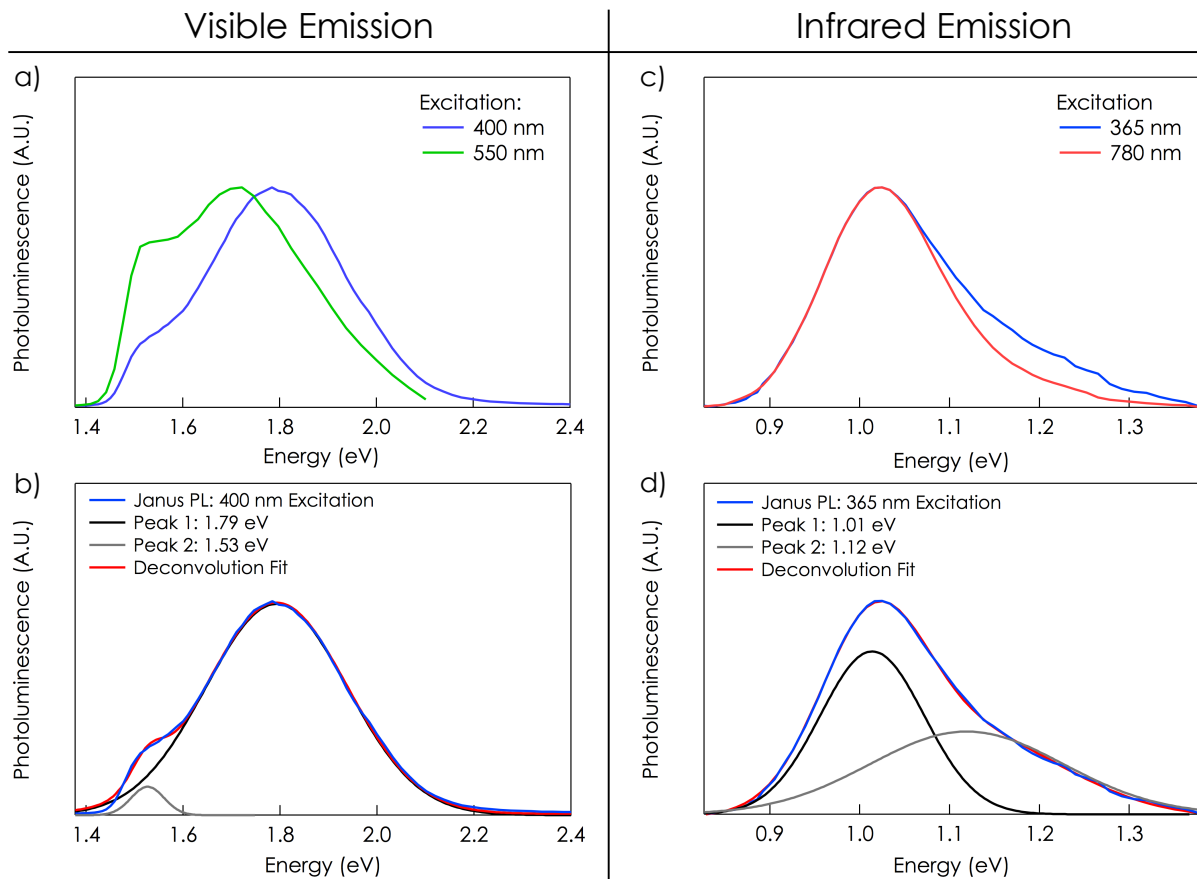 Visible Emission
Infrared Emission
a)
Excitation:
400 nm
550 nm
Photoluminescence (A.U.)
1.4 1.6 1.8 2.0 2.2 2.4
Energy (eV)
c)
Excitation
365 nm
780 nm
Photoluminescence (A.U.)
0.9 1.0 1.1 1.2 1.3
Energy (eV)
b)
Janus PL: 400 nm Excitation
Peak 1: 1.79 eV
Peak 2: 1.53 eV
Deconvolution Fit
Photoluminescence (A.U.)
1.4 1.6 1.8 2.0 2.2 2.4
Energy (eV)
d)
Janus PL: 365 nm Excitation
Peak 1: 1.01 eV
Peak 2: 1.12 eV
Deconvolution Fit
Photoluminescence (A.U.)
0.9 1.0 1.1 1.2 1.3
Energy (eV)